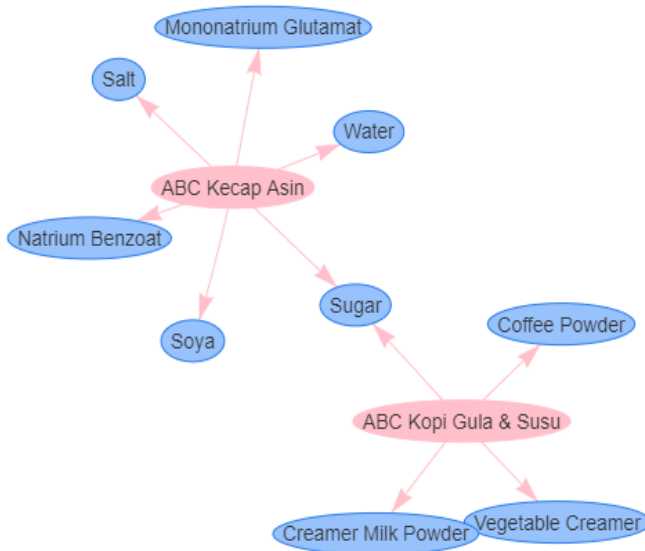 Mononatrium Glutamat
Salt
Water
ABC Kecap Asin
Natrium Benzoat
Sugar
Soya
Coffee Powder
ABC Kopi Gula & Susu
Creamer Milk Powder
Vegetable Creamer